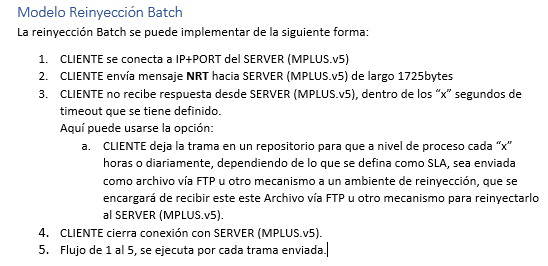 Modelo Reinyección Batch
La reinyección Batch se puede implementar de la siguiente forma:
1. CLIENTE se conecta a IP+PORT del SERVER (MPLUS.v5)
2. CLIENTE envía mensaje NRT hacia SERVER (MPLUS.v5) de largo 1725bytes
3. CLIENTE no recibe respuesta desde SERVER (MPLUS.v5), dentro de los “x” segundos de
timeout que se tiene definido.
Aquí puede usarse la opción:
a. CLIENTE deja la trama en un repositorio para que a nivel de proceso cada “x”
horas o diariamente, dependiendo de lo que se defina como SLA, sea enviada
como archivo vía FTP u otro mecanismo a un ambiente de reinyección, que se
encargará de recibir este este Archivo vía FTP u otro mecanismo para reinyectarlo
al SERVER (MPLUS.v5).
4. CLIENTE cierra conexión con SERVER (MPLUS.v5).
5. Flujo de 1 al 5, se ejecuta por cada trama enviada.